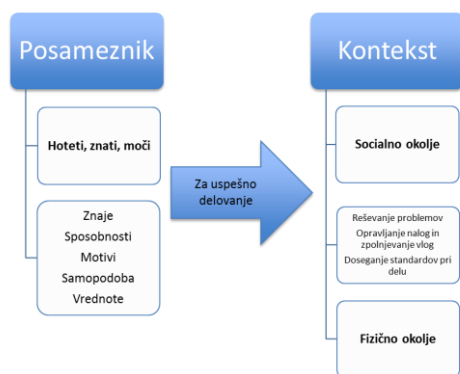 Posameznik
Hoteti, znati, moči
Znaje
Sposobnosti
Motivi
Samopodoba
Vrednote
Za uspešno
delovanje
Kontekst
Socialno okolje
Reševanje problemov
Opravljanje nalog in
zpolnjevanje vlog
Doseganje standardov pri
delu
Fizično okolje